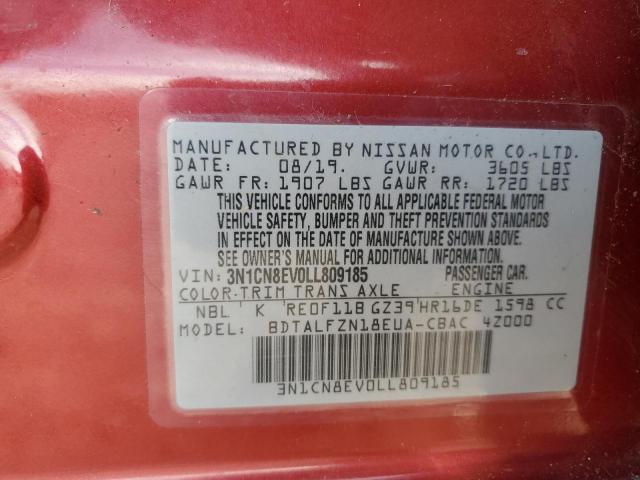 MANUFACTURED BY NISSAN MOTOR CO.,LTD.
DATE: 08/19. GVWR: 3605 LBS
GAWR FR: 1907 LBS GAWR RR: 1720 LBS
THIS VEHICLE CONFORMS TO ALL APPLICABLE FEDERAL MOTOR
VEHICLE SAFETY, BUMPER AND THEFT PREVENTION STANDARDS
IN EFFECT ON THE DATE OF MANUFACTURE SHOWN ABOVE.
SEE OWNER'S MANUAL FOR ADDITIONAL INFORMATION.
VIN: 3N1CN8EV0LL809185 PASSENGER CAR.
COLOR TRIM TRANS AXLE ENGINE
NBL K RE0F11B GZ39 HR16DE 1598 CC
MODEL: BDTALFZN18EUA-CBAC 4Z000
3N1CN8EV0LL809185